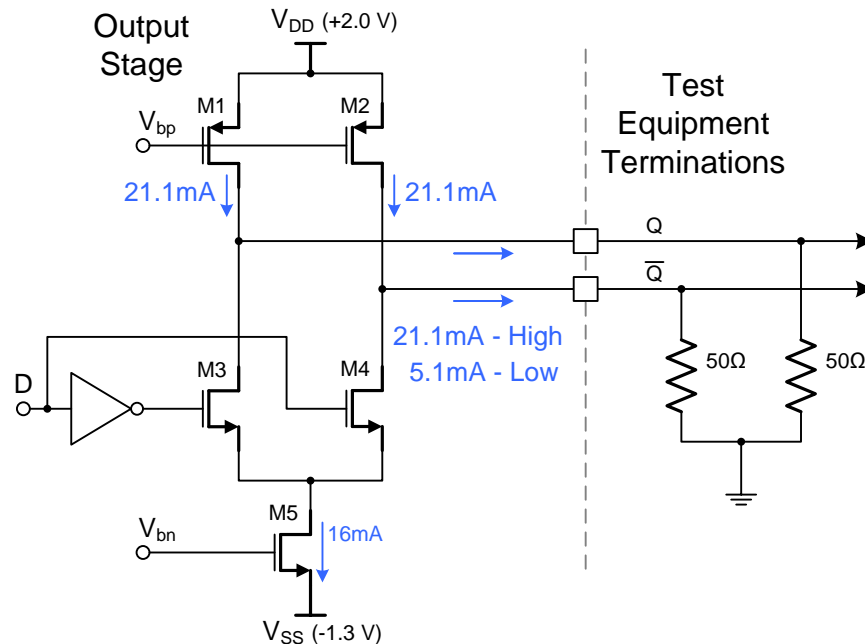 Output
Stage
V_DD (+2.0 V)
Test
Equipment
Terminations
M1
M2
V_bp
21.1mA
21.1mA
Q
Q̅
21.1mA - High
5.1mA - Low
M3
M4
50Ω
50Ω
D
M5
V_bn
16mA
V_SS (-1.3 V)